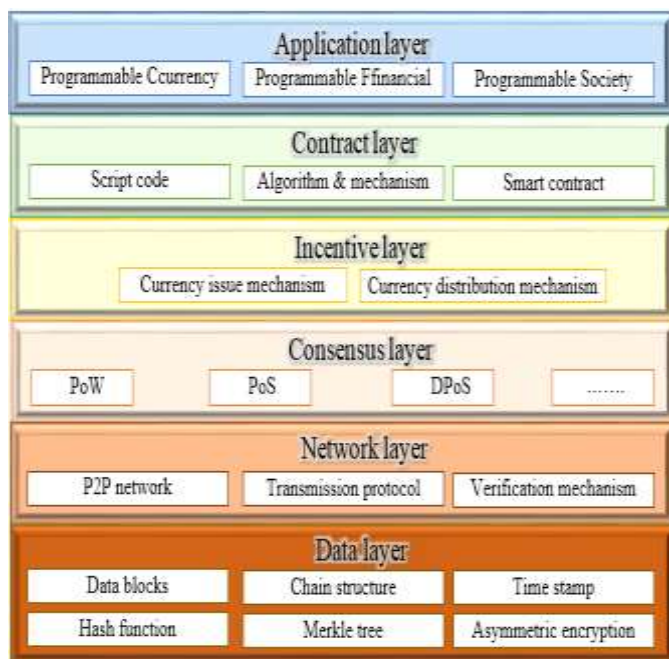 Application layer
Programmable Ccurrency Programmable Ffinancial Programmable Society
Contract layer
Script code Algorithm & mechanism Smart contract
Incentive layer
Currency issue mechanism Currency distribution mechanism
Consensus layer
PoW PoS DPoS …….
Network layer
P2P network Transmission protocol Verification mechanism
Data layer
Data blocks Chain structure Time stamp
Hash function Merkle tree Asymmetric encryption